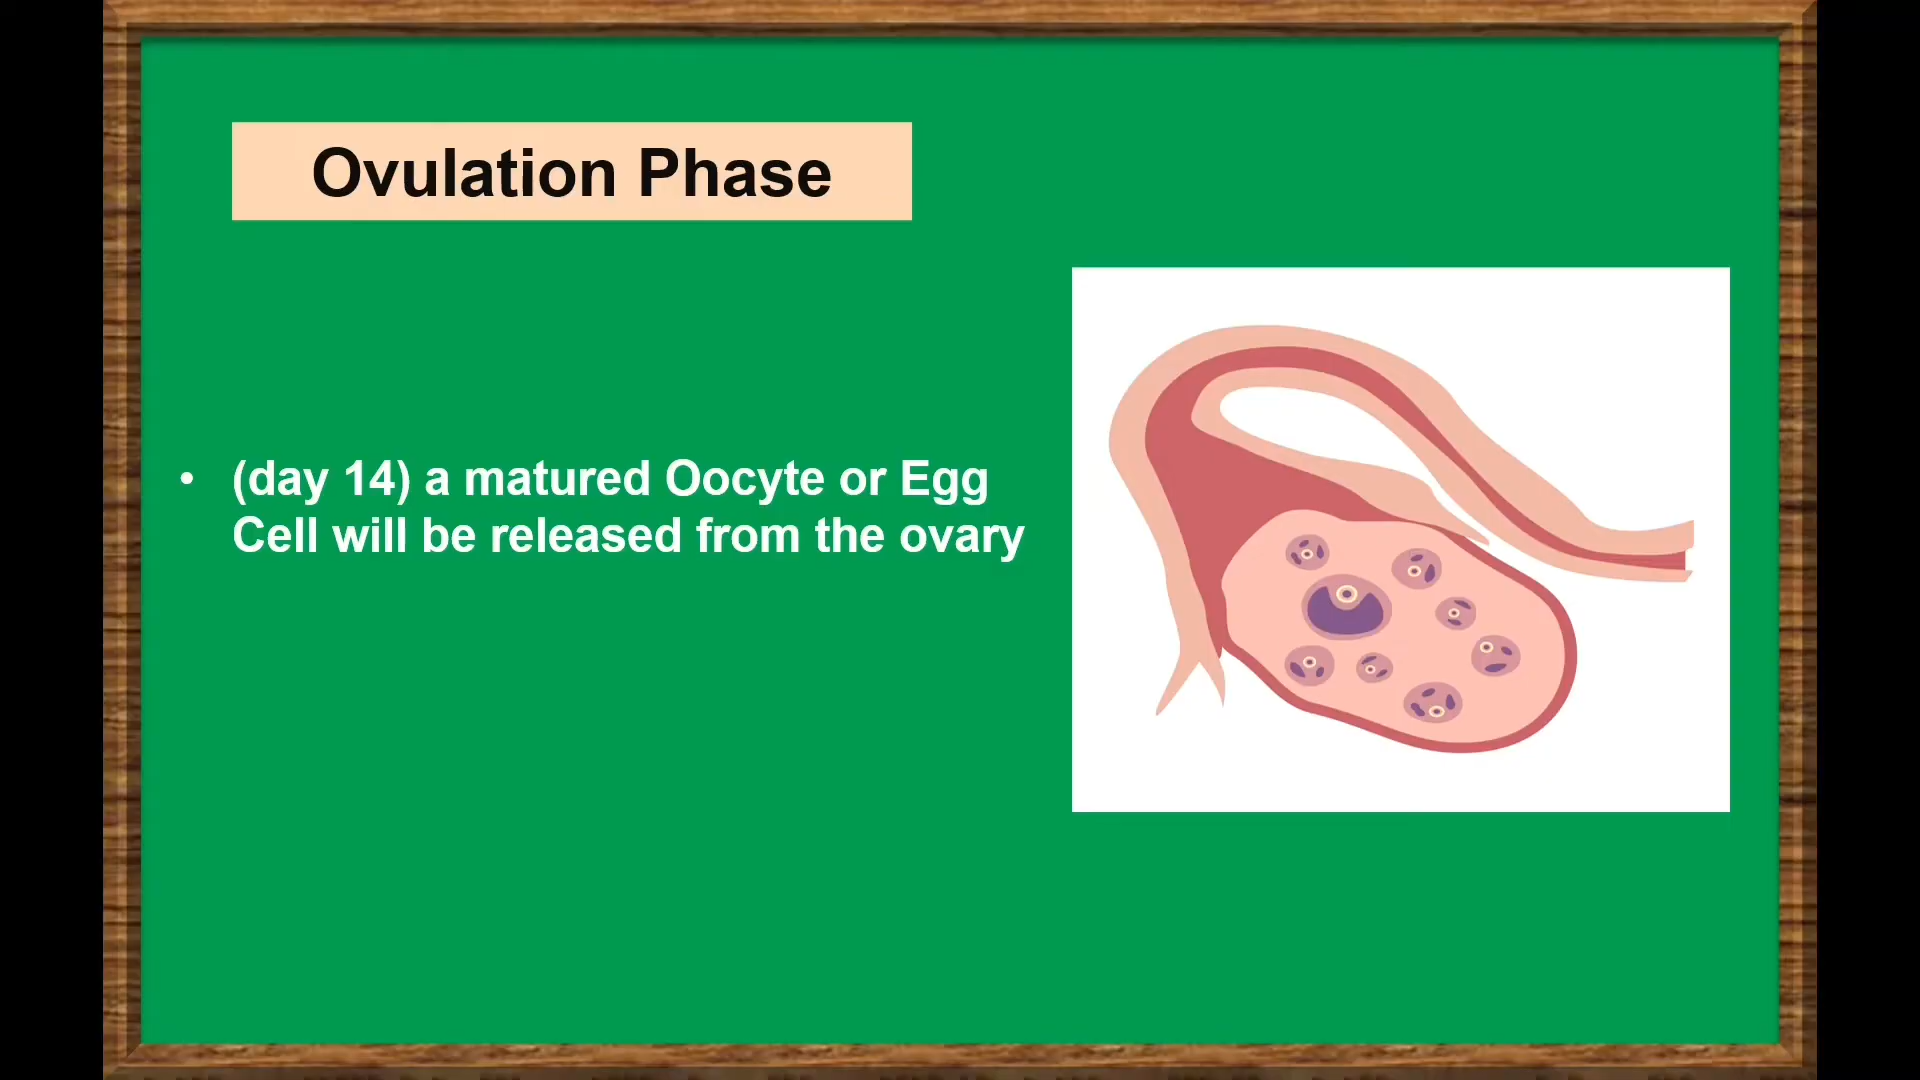 Ovulation Phase
• (day 14) a matured Oocyte or Egg
Cell will be released from the ovary